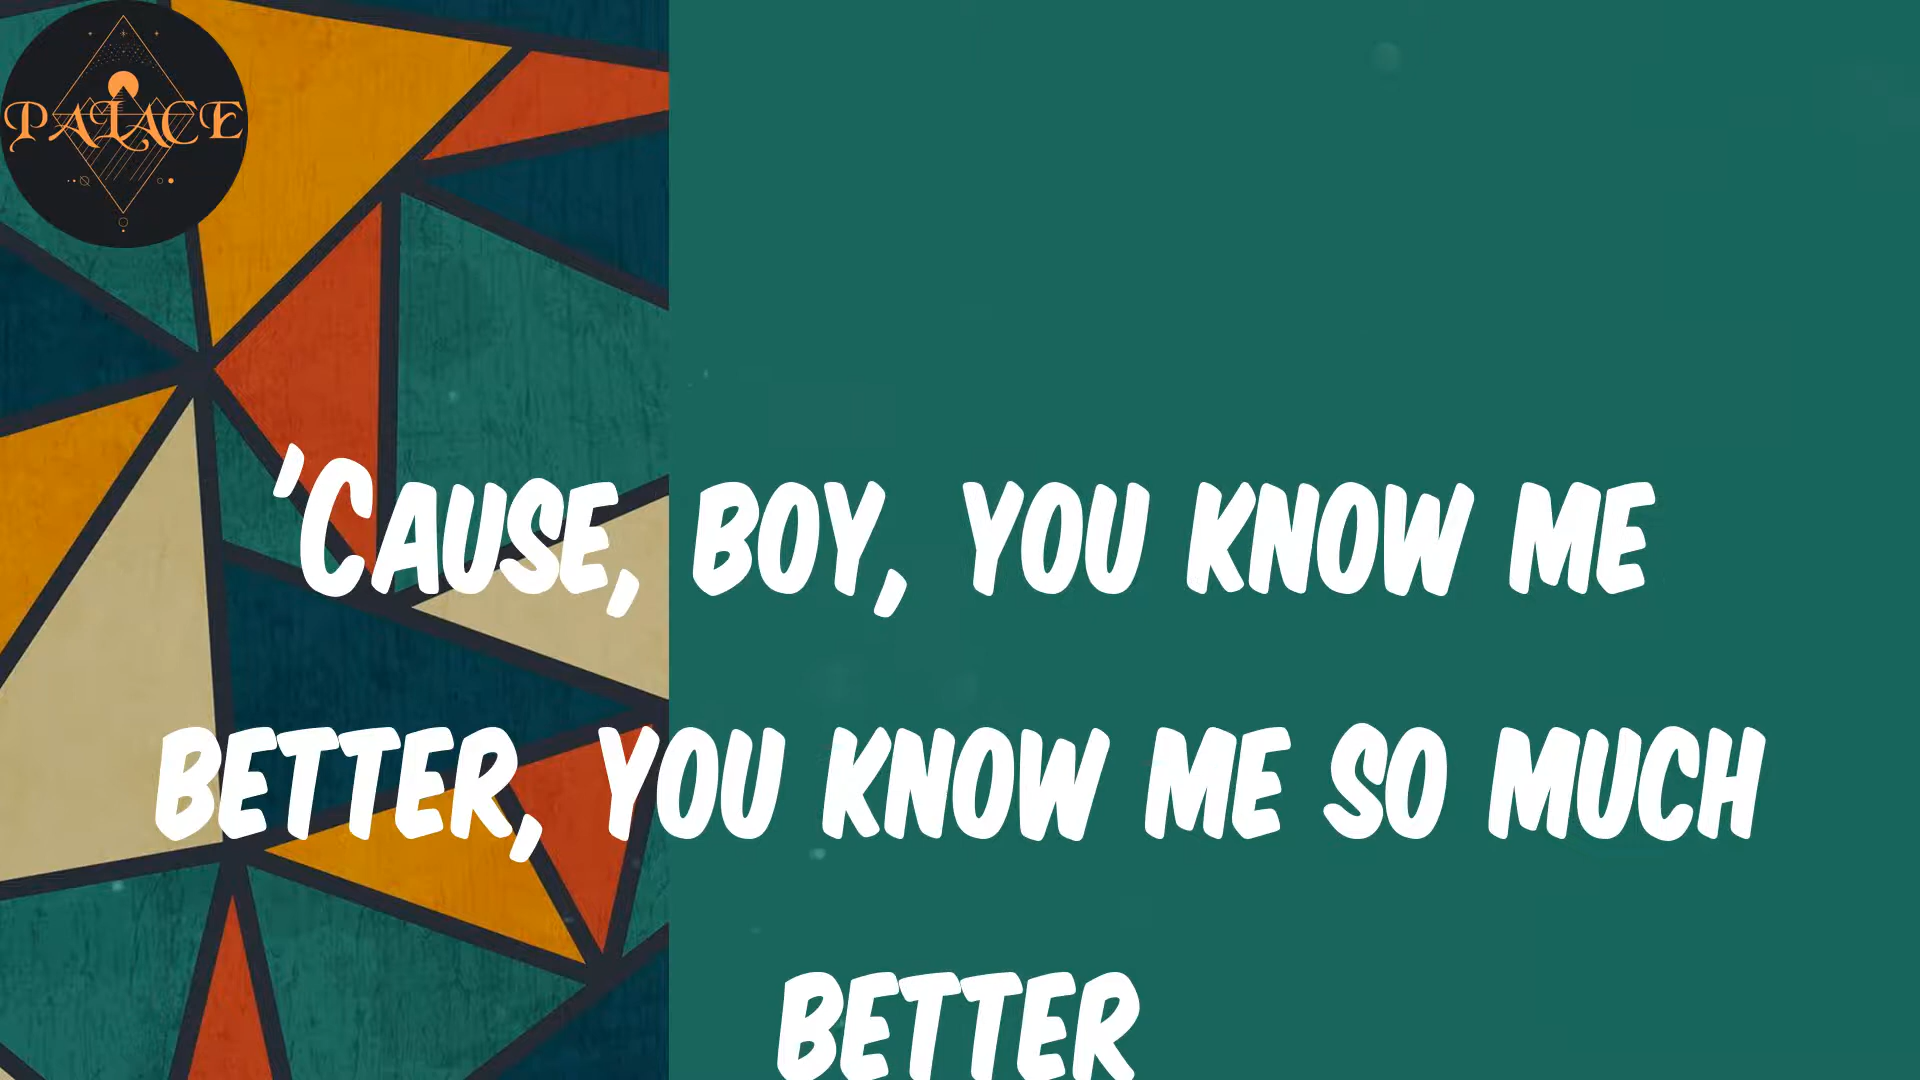 PALACE
'CAUSE, BOY, YOU KNOW ME
BETTER, YOU KNOW ME SO MUCH
BETTER